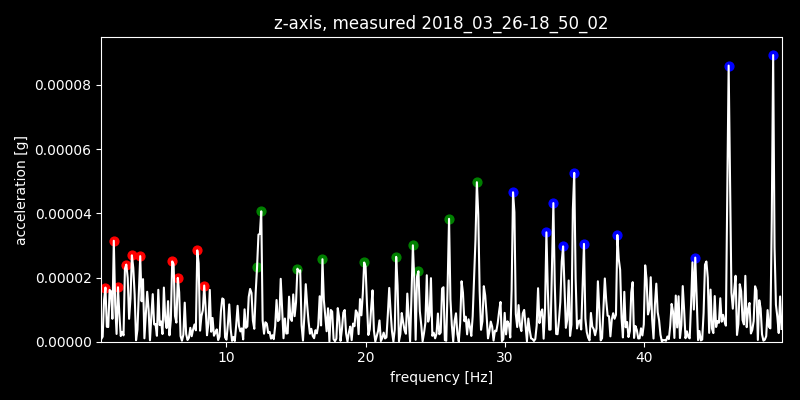 z-axis, measured 2018_03_26-18_50_02
acceleration [g]
0.00008
0.00006
0.00004
0.00002
0.00000
10 20 30 40
frequency [Hz]